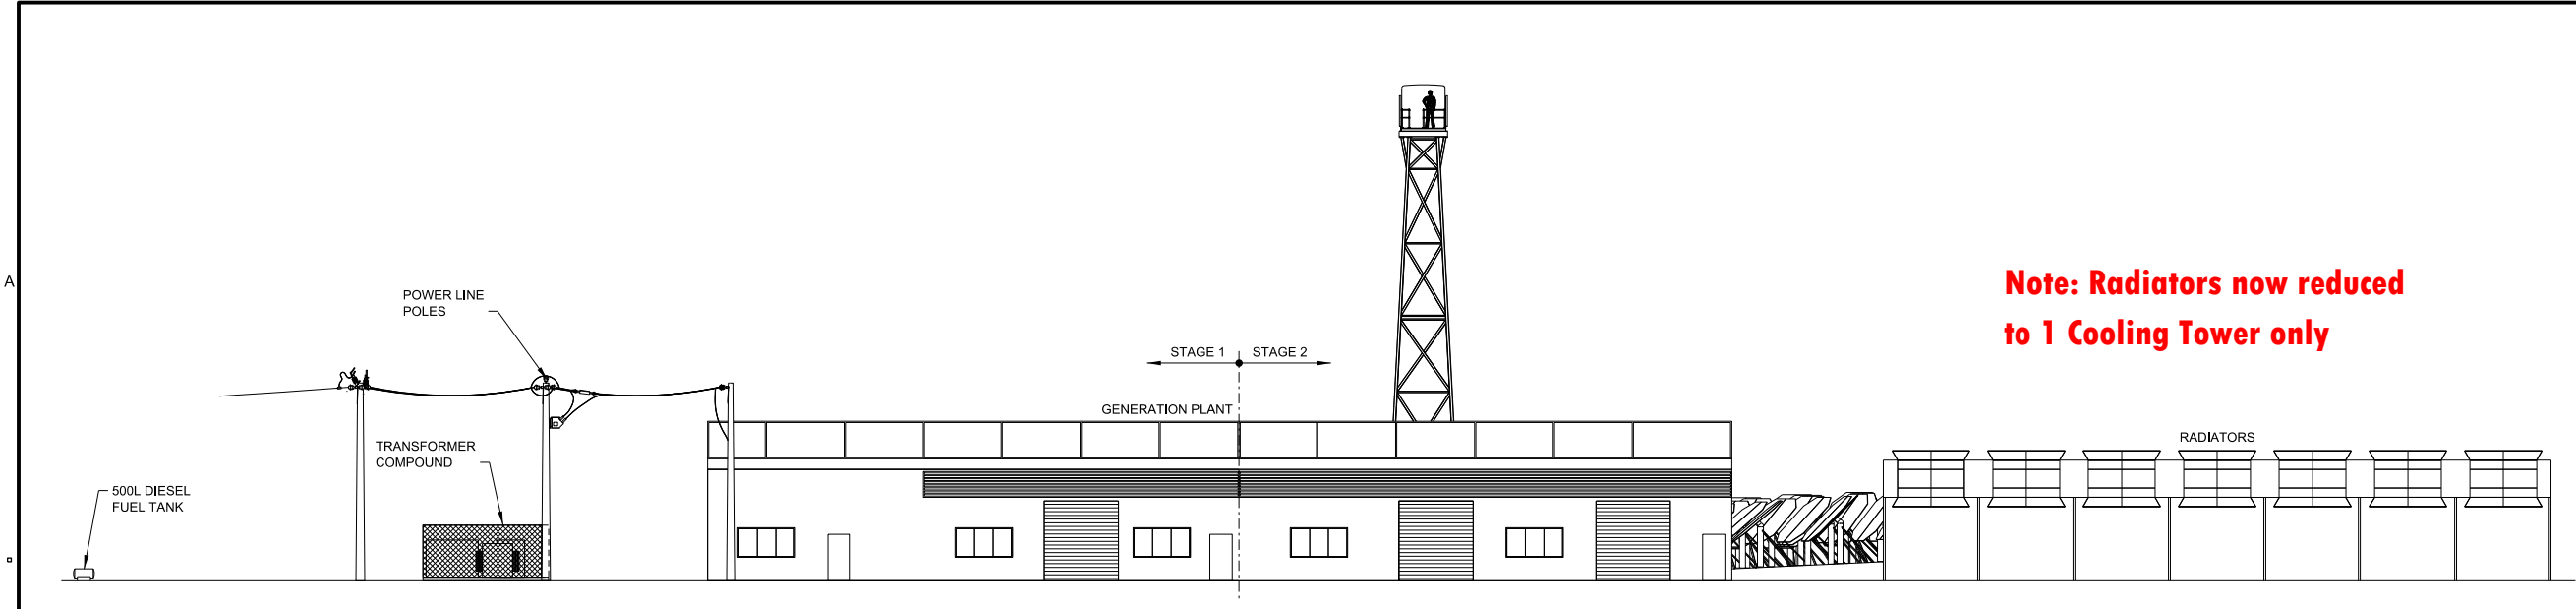 A
Note: Radiators now reduced
to 1 Cooling Tower only
POWER LINE
POLES
STAGE 1
STAGE 2
GENERATION PLANT
RADIATORS
TRANSFORMER
COMPOUND
500L DIESEL
FUEL TANK